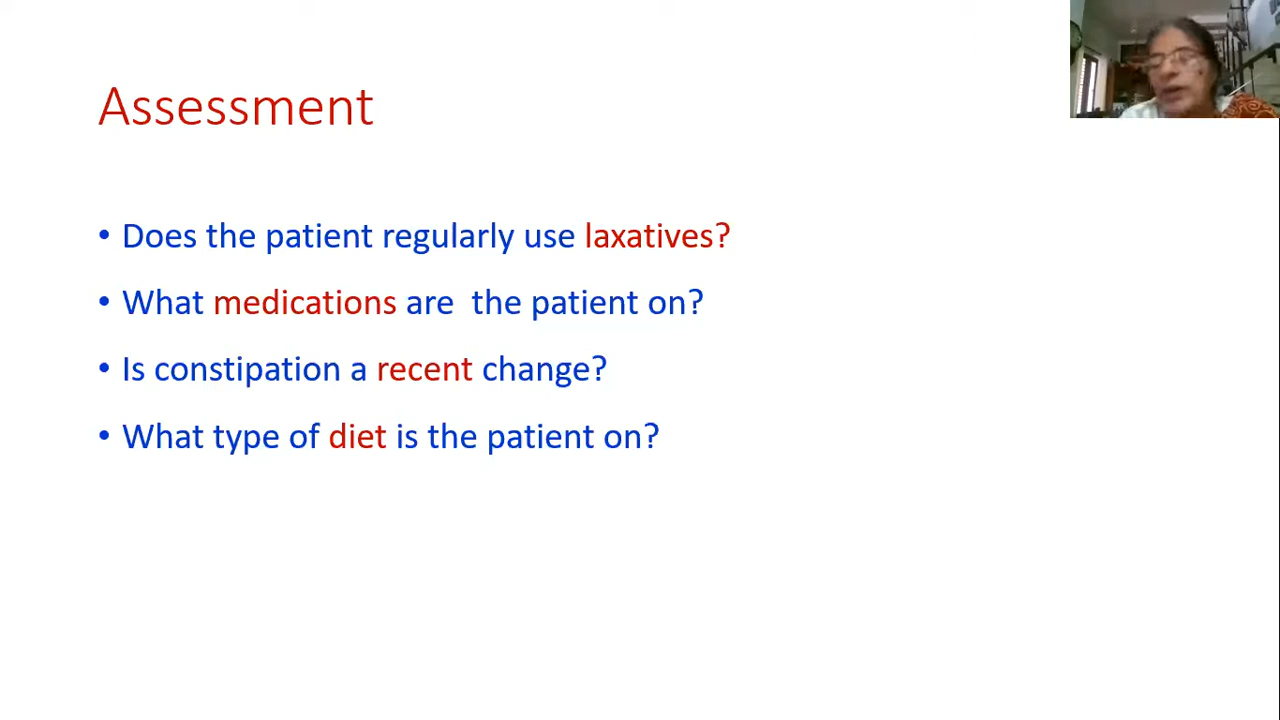 Assessment
• Does the patient regularly use laxatives?
• What medications are  the patient on?
• Is constipation a recent change?
• What type of diet is the patient on?